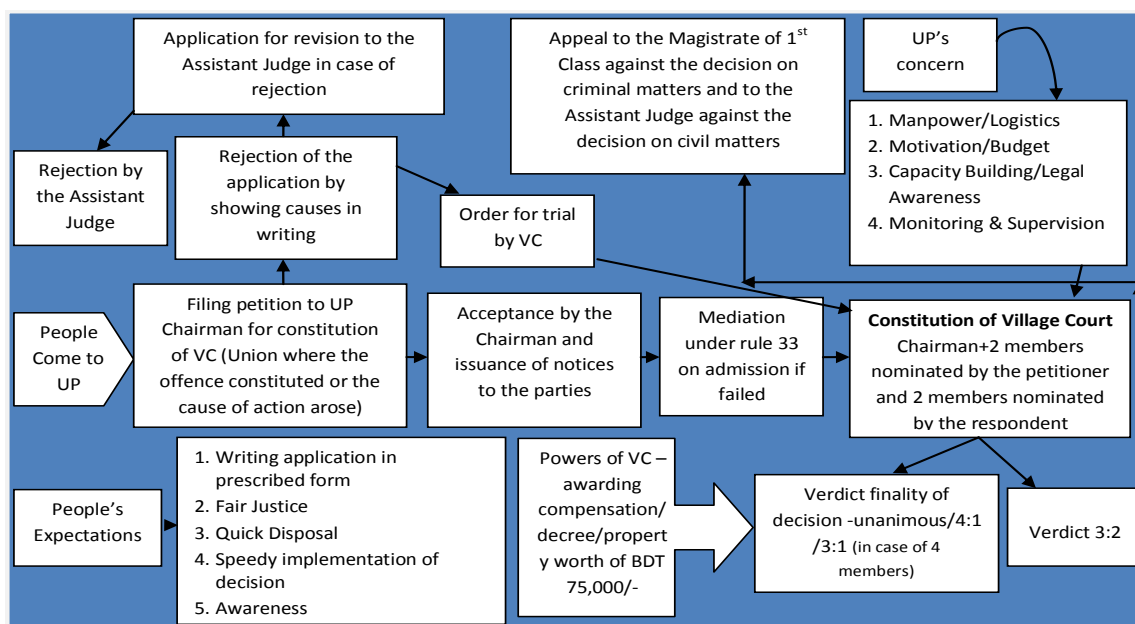 Application for revision to the
Assistant Judge in case of
rejection
Appeal to the Magistrate of 1st
Class against the decision on
criminal matters and to the
Assistant Judge against the
decision on civil matters
UP's
concern
Rejection by
the Assistant
Judge
Rejection of the
application by
showing causes in
writing
Order for trial
by VC
1. Manpower/Logistics
2. Motivation/Budget
3. Capacity Building/Legal
Awareness
4. Monitoring & Supervision
People
Come to
UP
Filing petition to UP
Chairman for constitution
of VC (Union where the
offence constituted or the
cause of action arose)
Acceptance by the
Chairman and
issuance of notices
to the parties
Mediation
under rule 33
on admission if
failed
Constitution of Village Court
Chairman+2 members
nominated by the petitioner
and 2 members nominated
by the respondent
People's
Expectations
1. Writing application in
prescribed form
2. Fair Justice
3. Quick Disposal
4. Speedy implementation of
decision
5. Awareness
Powers of VC –
awarding
compensation/
decree/propert
y worth of BDT
75,000/-
Verdict finality of
decision -unanimous/4:1
/3:1 (in case of 4
members)
Verdict 3:2